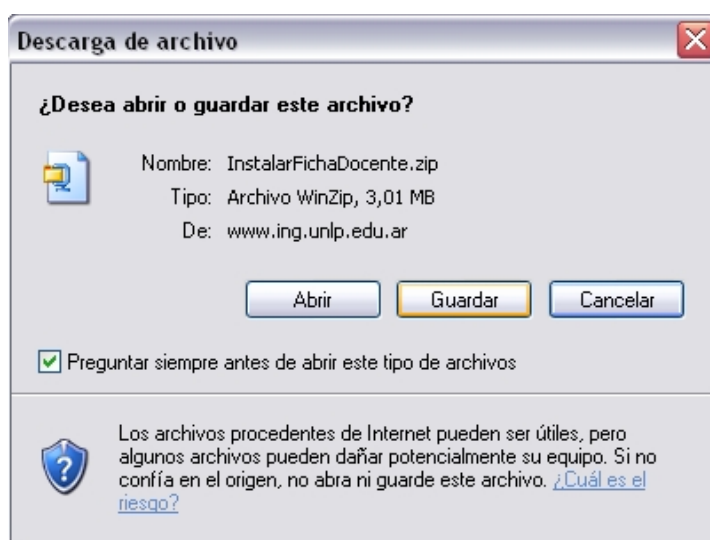 Descarga de archivo
¿Desea abrir o guardar este archivo?
Nombre: InstalarFichaDocente.zip
Tipo: Archivo WinZip, 3,01 MB
De: www.ing.unlp.edu.ar
Abrir Guardar Cancelar
Preguntar siempre antes de abrir este tipo de archivos
Los archivos procedentes de Internet pueden ser útiles, pero
algunos archivos pueden dañar potencialmente su equipo. Si no
confía en el origen, no abra ni guarde este archivo. ¿Cuál es el
riesgo?